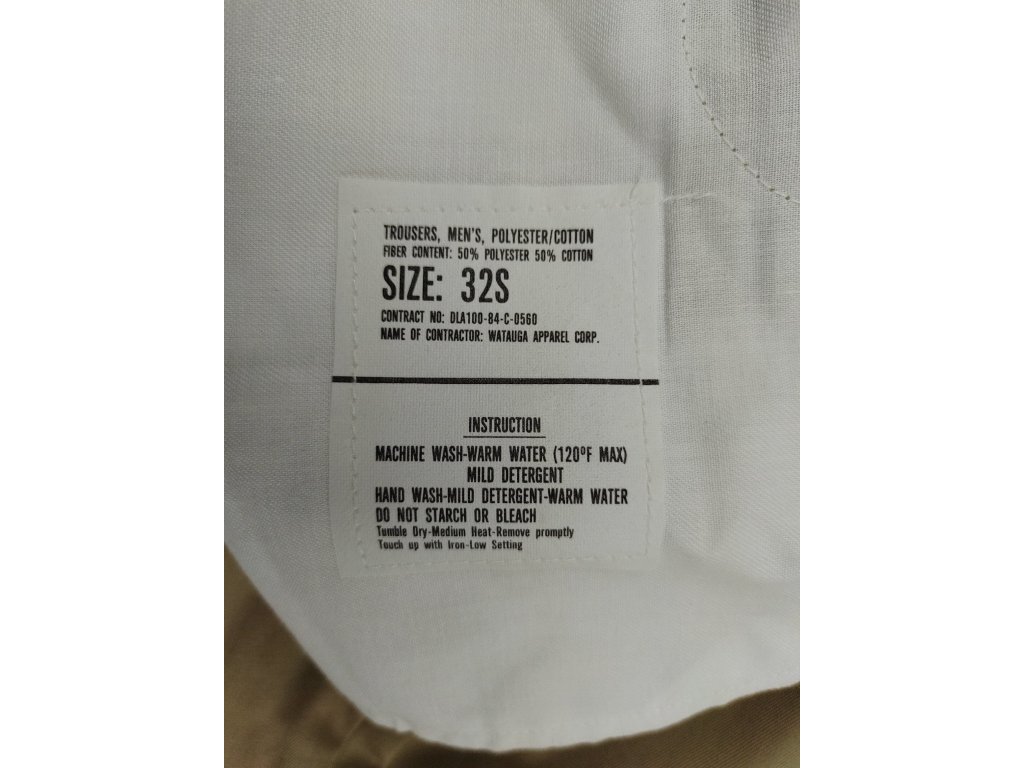 TROUSERS, MEN'S, POLYESTER/COTTON
FIBER CONTENT: 50% POLYESTER 50% COTTON
SIZE: 32S
CONTRACT NO: DLA100-84-C-0560
NAME OF CONTRACTOR: WATAUGA APPAREL CORP.
INSTRUCTION
MACHINE WASH-WARM WATER (120ºF MAX)
MILD DETERGENT
HAND WASH-MILD DETERGENT-WARM WATER
DO NOT STARCH OR BLEACH
Tumble Dry-Medium Heat-Remove promptly
Touch up with Iron-Low Setting